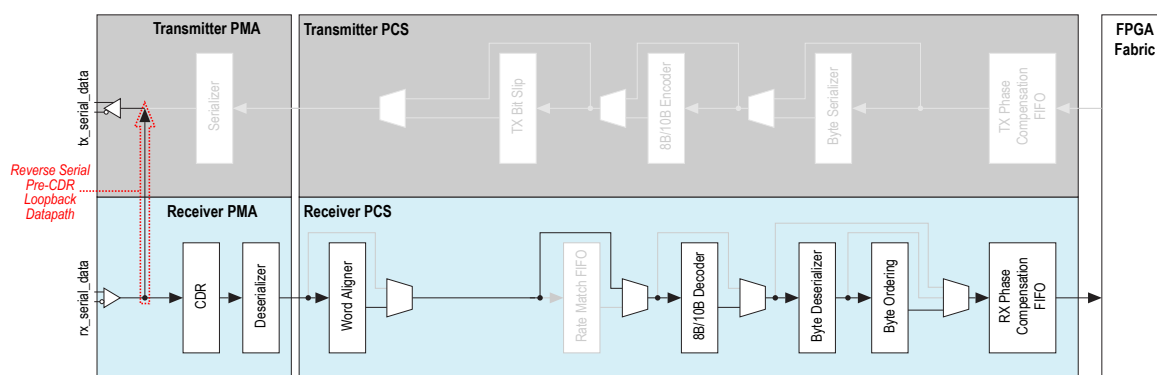 Transmitter PMA
Transmitter PCS
FPGA
Fabric
tx_serial_data
Serializer
TX Bit Slip
8B/10B Encoder
Byte Serializer
TX Phase
Compensation
FIFO
Reverse Serial
Pre-CDR
Loopback
Datapath
Receiver PMA
Receiver PCS
rx_serial_data
CDR
Deserializer
Word Aligner
Rate Match FIFO
8B/10B Decoder
Byte Deserializer
Byte Ordering
RX Phase
Compensation
FIFO